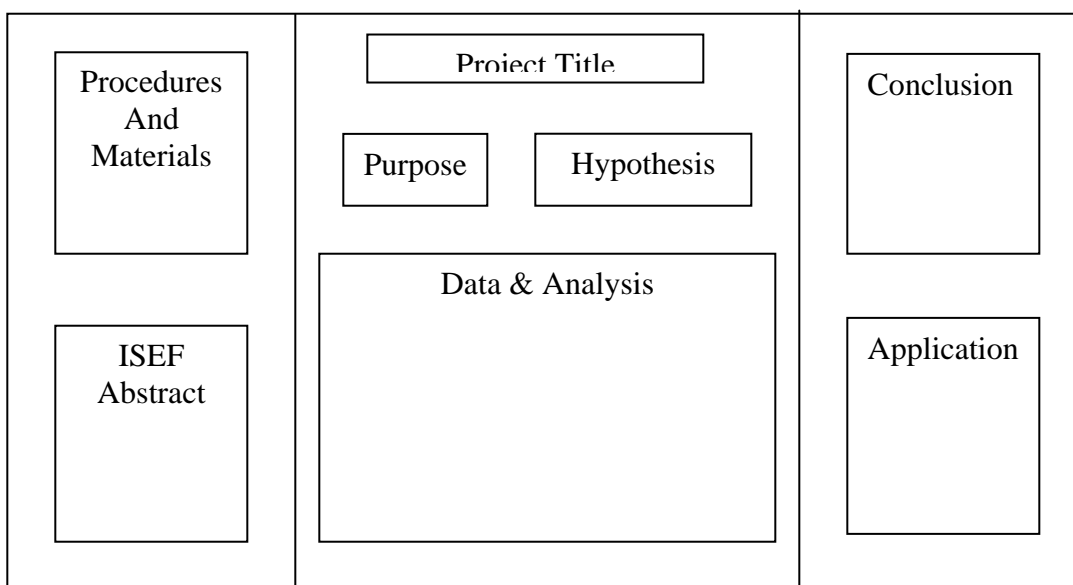 Procedures
And
Materials
ISEF
Abstract
Project Title
Purpose
Hypothesis
Data & Analysis
Conclusion
Application